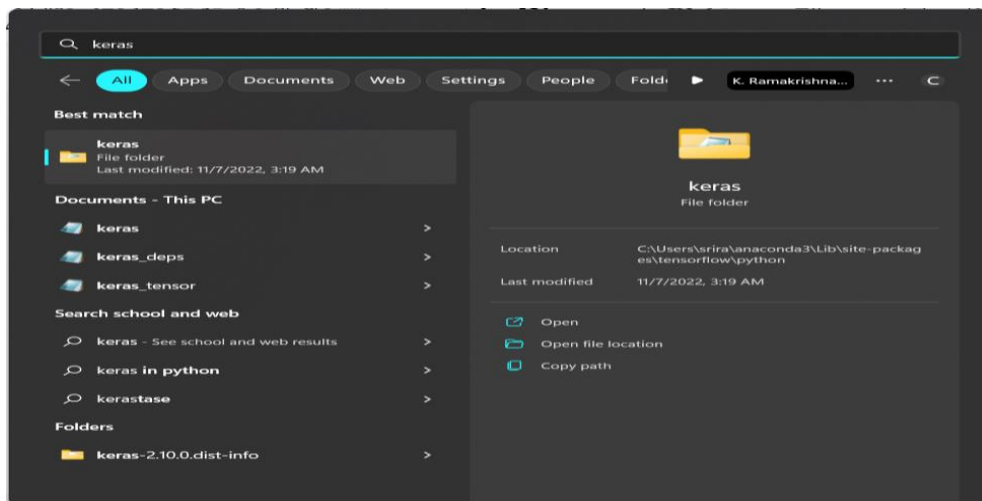 keras
All Apps Documents Web Settings People Fold K. Ramakrishna... ... C
Best match
keras
File folder
Last modified: 11/7/2022, 3:19 AM
Documents - This PC
keras
keras_deps
keras_tensor
Search school and web
keras - See school and web results
keras in python
kerastase
Folders
keras-2.10.0.dist-info
keras
File folder
Location C:\Users\srira\anaconda3\Lib\site-packag
es\tensorflow\python
Last modified 11/7/2022, 3:19 AM
Open
Open file location
Copy path